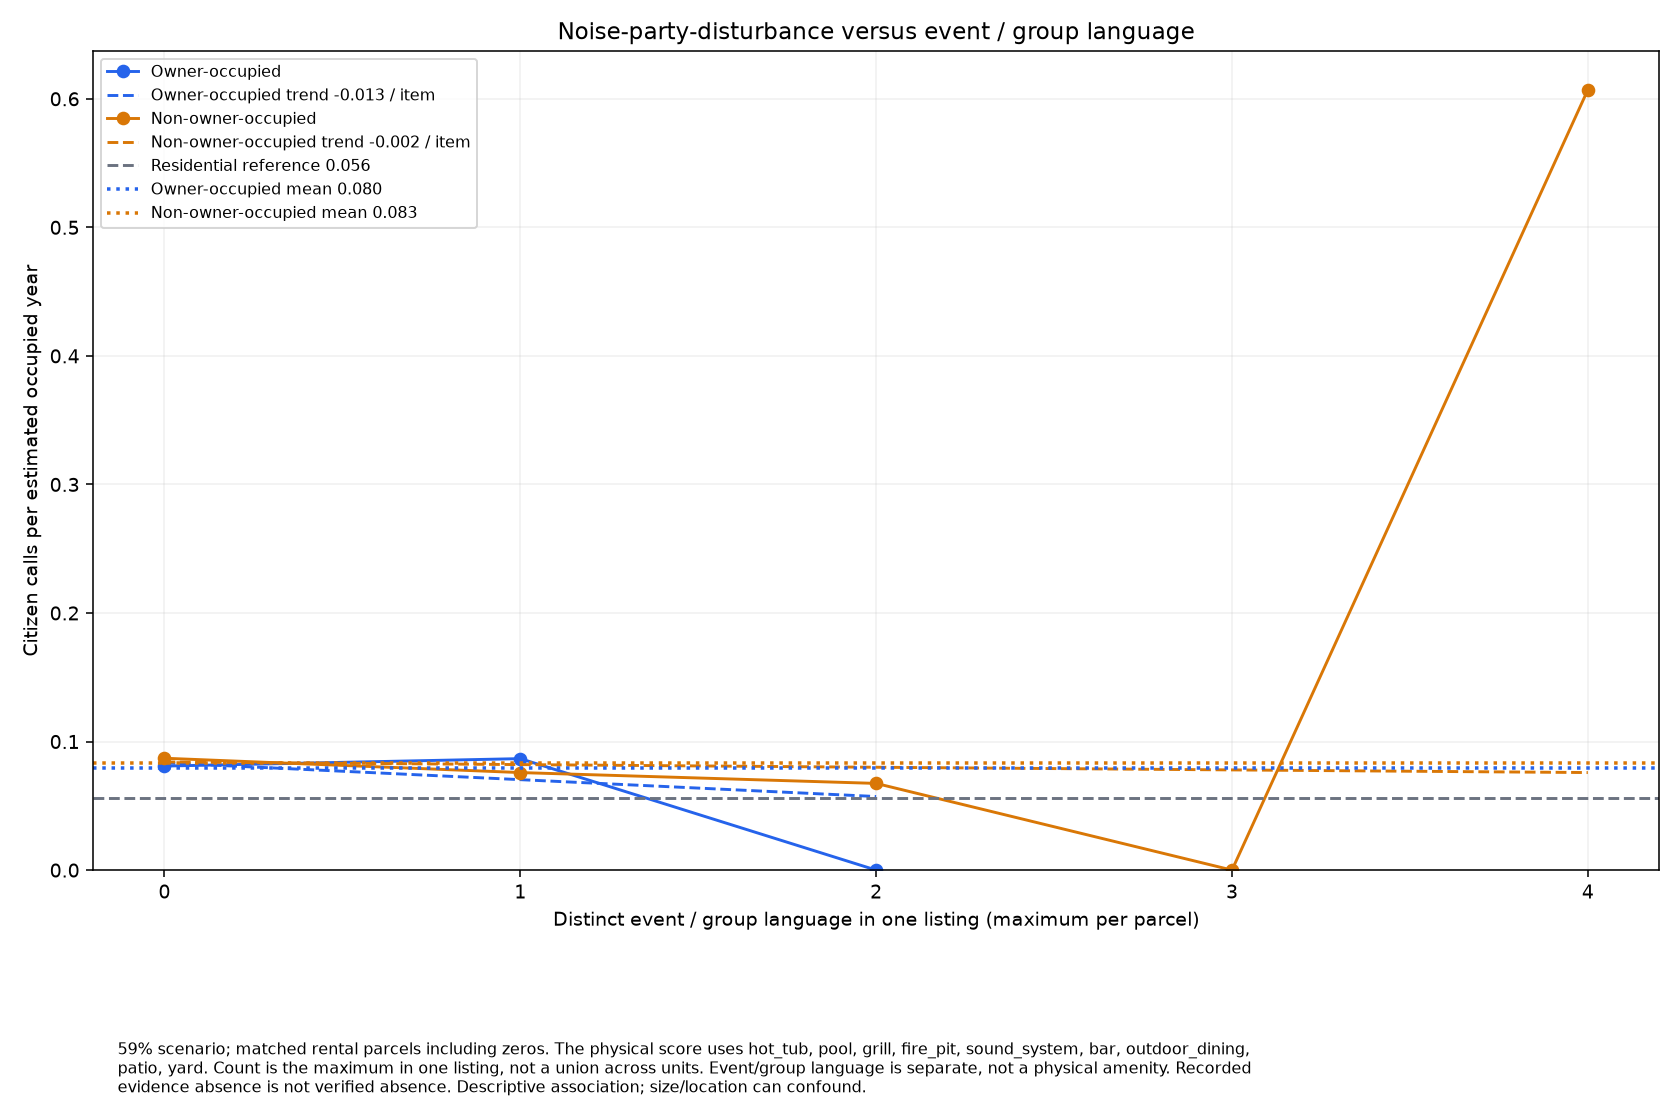 Noise-party-disturbance versus event / group language
Owner-occupied
Owner-occupied trend -0.013 / item
Non-owner-occupied
Non-owner-occupied trend -0.002 / item
Residential reference 0.056
Owner-occupied mean 0.080
Non-owner-occupied mean 0.083
Citizen calls per estimated occupied year
0.6
0.5
0.4
0.3
0.2
0.1
0.0
0 1 2 3 4
Distinct event / group language in one listing (maximum per parcel)
59% scenario; matched rental parcels including zeros. The physical score uses hot_tub, pool, grill, fire_pit, sound_system, bar, outdoor_dining,
patio, yard. Count is the maximum in one listing, not a union across units. Event/group language is separate, not a physical amenity. Recorded
evidence absence is not verified absence. Descriptive association; size/location can confound.